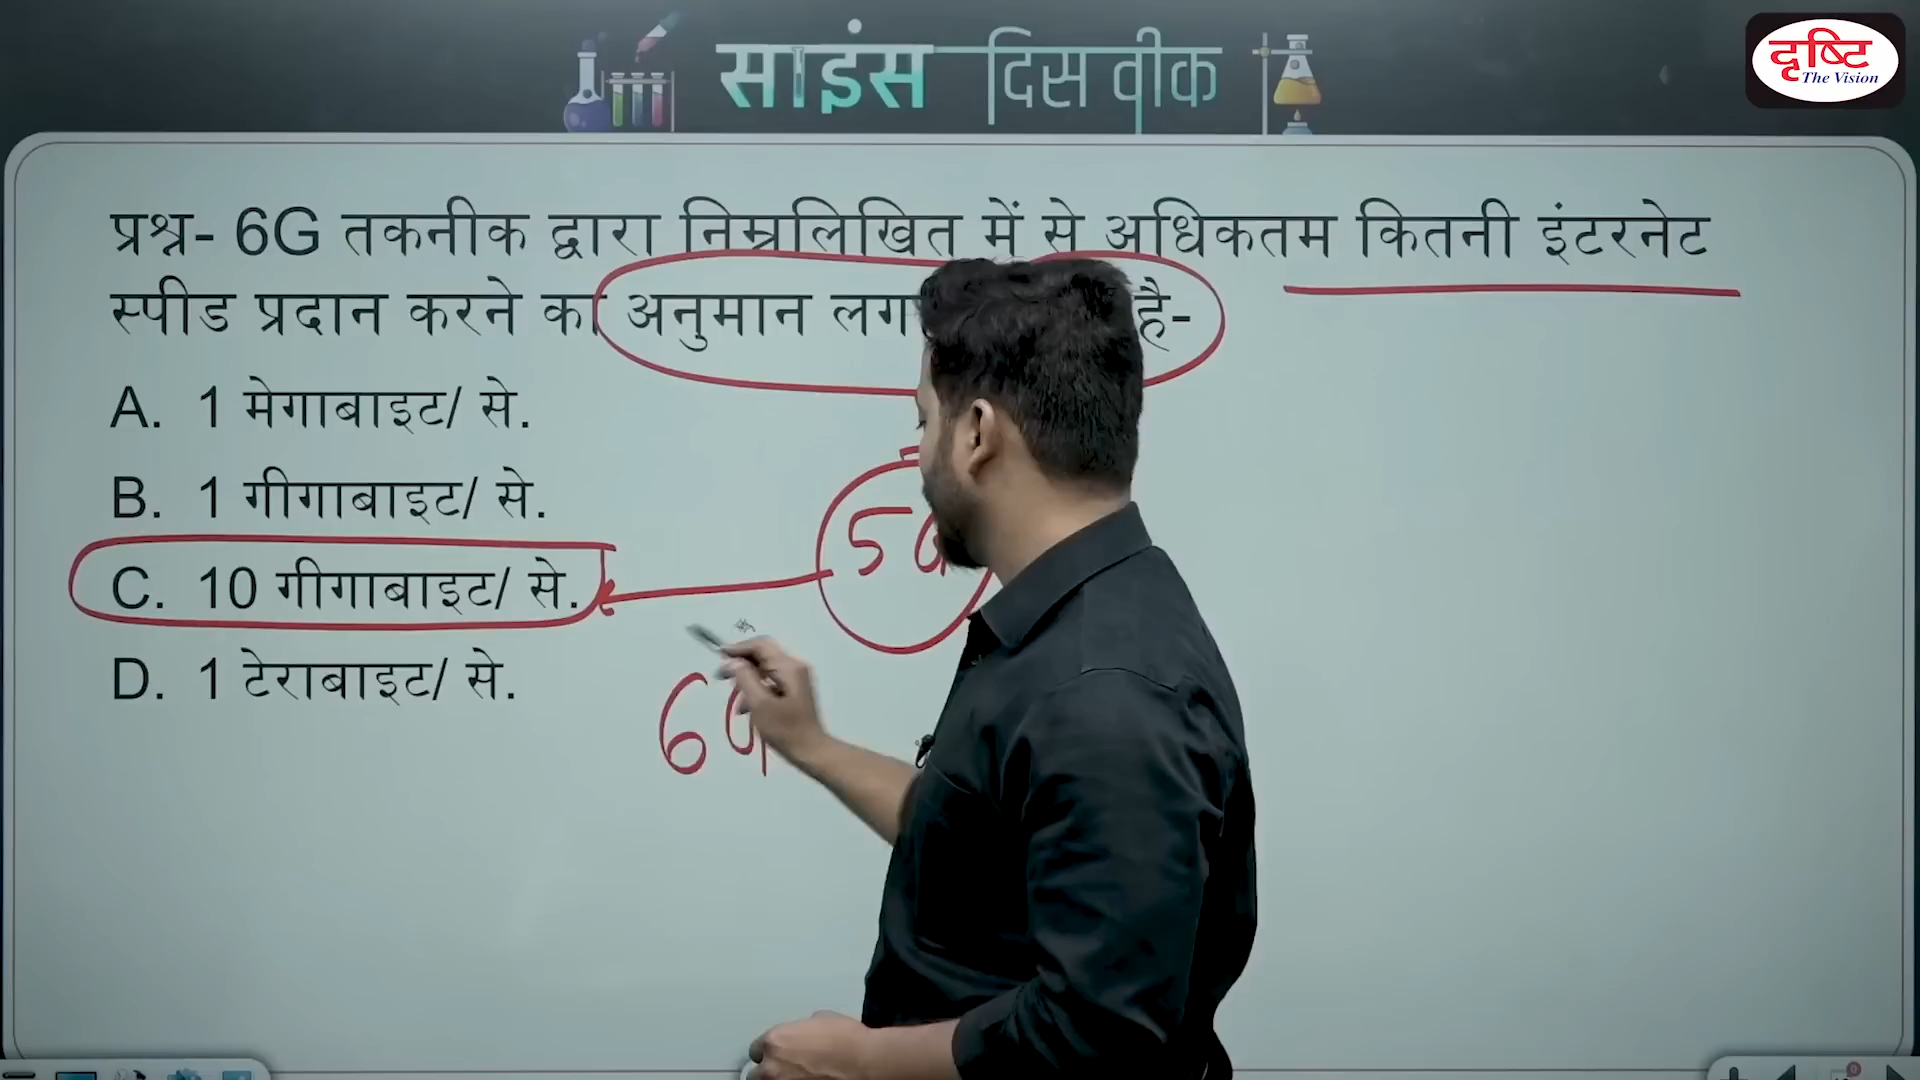 साइंस दिस वीक
दृष्टि
The Vision
प्रश्न- 6G तकनीक द्वारा निम्नलिखित में से अधिकतम कितनी इंटरनेट
स्पीड प्रदान करने का अनुमान लग है-
A. 1 मेगाबाइट/ से.
B. 1 गीगाबाइट/ से.
C. 10 गीगाबाइट/ से.
D. 1 टेराबाइट/ से.
5G
6G